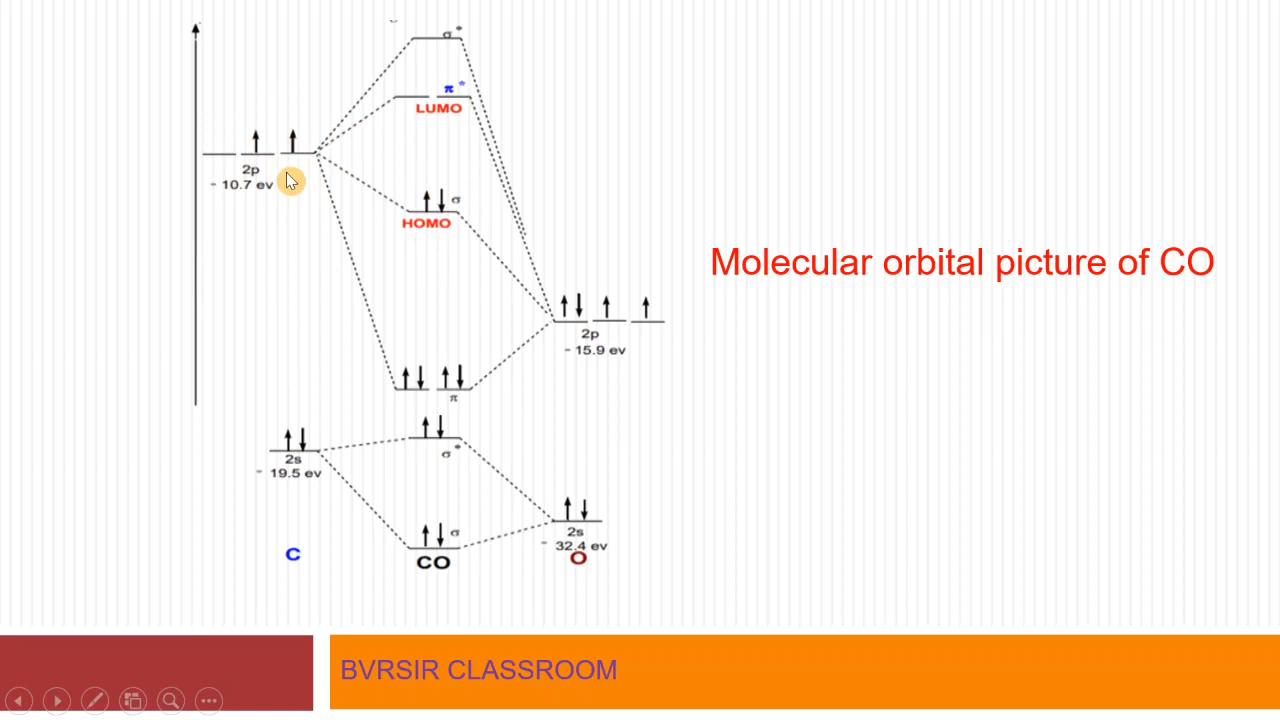 σ*
π*
LUMO
2p
- 10.7 ev
σ
HOMO
2p
- 15.9 ev
π
2s
- 19.5 ev
σ*
σ
2s
- 32.4 ev
C
CO
O
Molecular orbital picture of CO
BVRSIR CLASSROOM